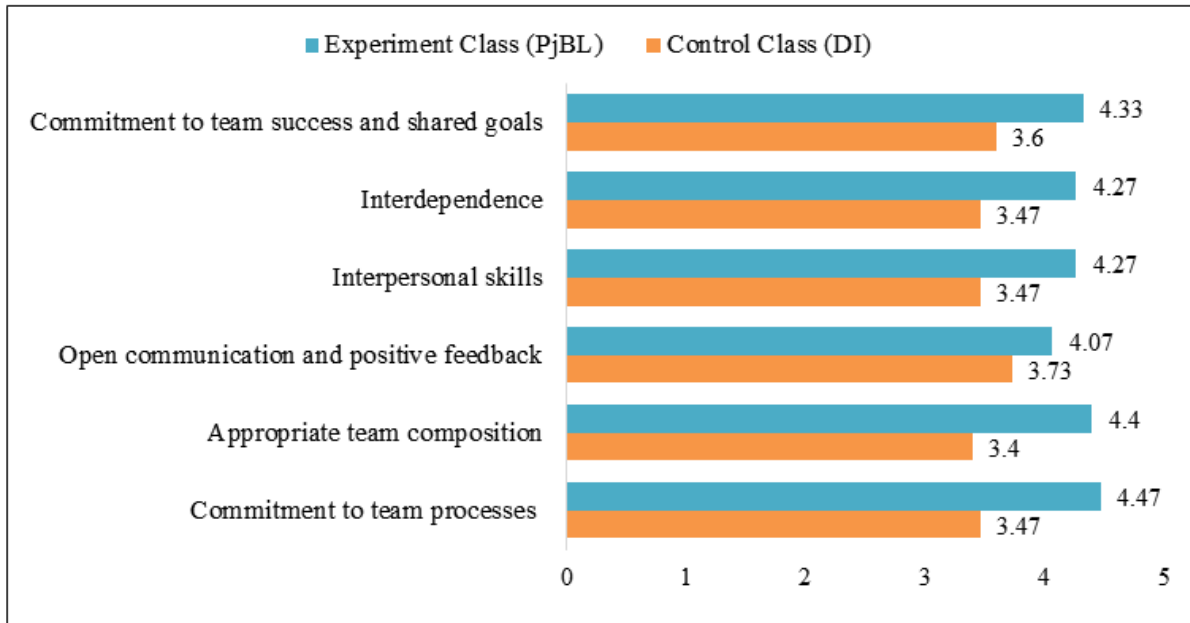 Experiment Class (PjBL) Control Class (DI)
Commitment to team success and shared goals
4.33
3.6
Interdependence
4.27
3.47
Interpersonal skills
4.27
3.47
Open communication and positive feedback
4.07
3.73
Appropriate team composition
4.4
3.4
Commitment to team processes
4.47
3.47
0 1 2 3 4 5